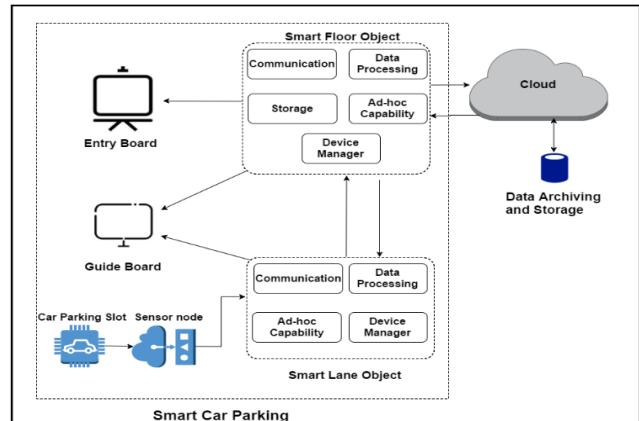 Smart Floor Object
Communication
Data
Processing
Storage
Ad-hoc
Capability
Device
Manager
Entry Board
Cloud
Data Archiving
and Storage
Guide Board
Communication
Data
Processing
Ad-hoc
Capability
Device
Manager
Car Parking Slot
Sensor node
Smart Lane Object
Smart Car Parking